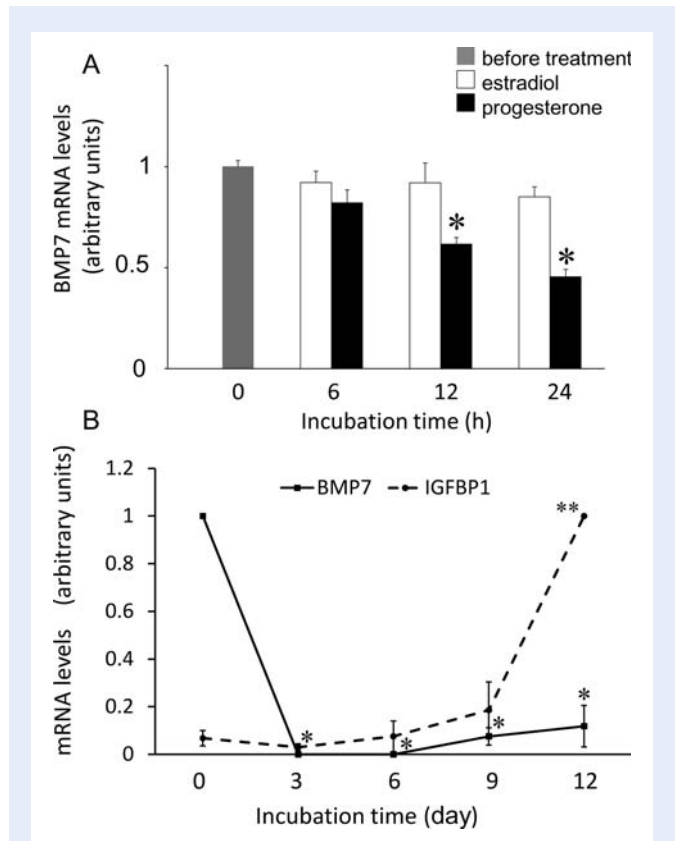 A
before treatment
estradiol
progesterone
BMP7 mRNA levels
(arbitrary units)
1
0.5
0
*
*
0 6 12 24
Incubation time (h)
B
mRNA levels (arbitrary units)
1.2
1
0.8
0.6
0.4
0.2
0
BMP7 IGFBP1
**
*
*
*
*
0 3 6 9 12
Incubation time (day)